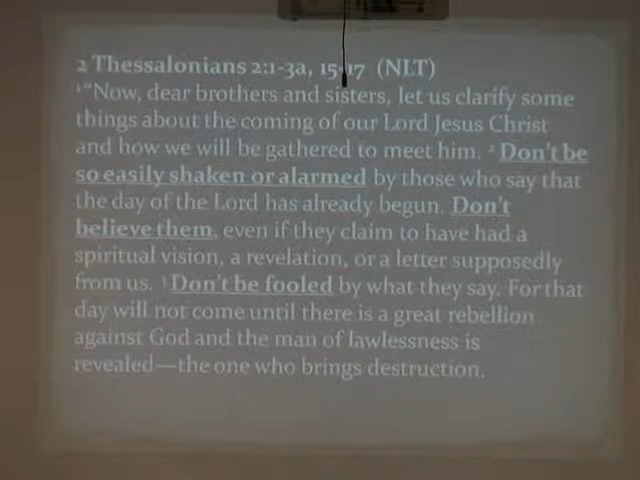 2 Thessalonians 2:1-3a, 15-17 (NLT)
1 "Now, dear brothers and sisters, let us clarify some
things about the coming of our Lord Jesus Christ
and how we will be gathered to meet him. 2 Don't be
so easily shaken or alarmed by those who say that
the day of the Lord has already begun. Don't
believe them, even if they claim to have had a
spiritual vision, a revelation, or a letter supposedly
from us. 3 Don't be fooled by what they say. For that
day will not come until there is a great rebellion
against God and the man of lawlessness is
revealed—the one who brings destruction.